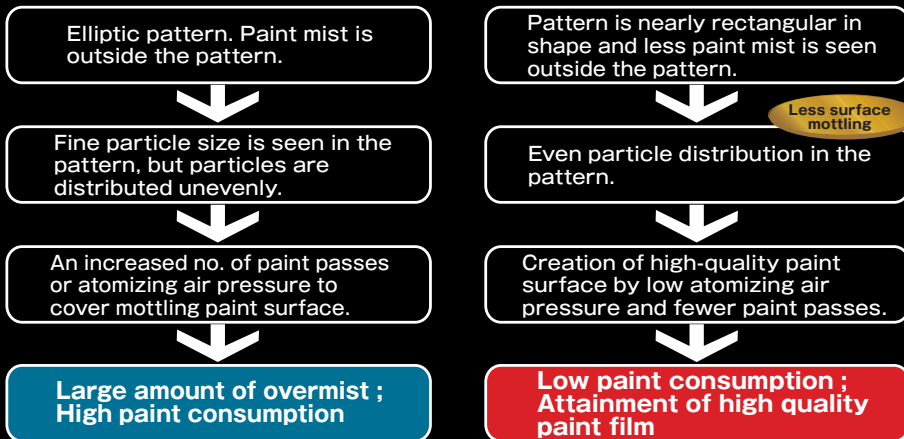 Elliptic pattern. Paint mist is
outside the pattern.
Fine particle size is seen in the
pattern, but particles are
distributed unevenly.
An increased no. of paint passes
or atomizing air pressure to
cover mottling paint surface.
Large amount of overmist ;
High paint consumption
Pattern is nearly rectangular in
shape and less paint mist is seen
outside the pattern.
Less surface
mottling
Even particle distribution in the
pattern.
Creation of high-quality paint
surface by low atomizing air
pressure and fewer paint passes.
Low paint consumption ;
Attainment of high quality
paint film